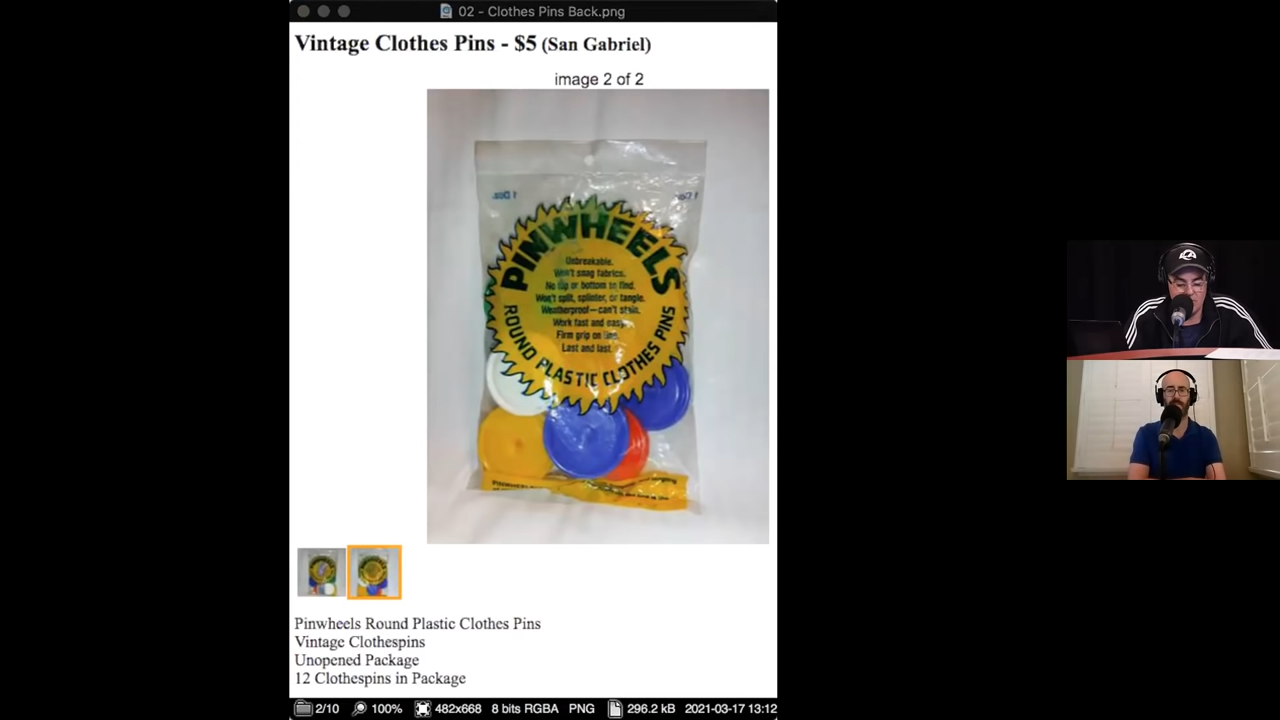 02 - Clothes Pins Back.png
Vintage Clothes Pins - $5 (San Gabriel)
image 2 of 2
1 Doz.
1 Doz.
PINWHEELS
Unbreakable.
Won't snag fabrics.
No top or bottom to find.
Won't split, splinter, or tangle.
Weatherproof—can't stain.
Work fast and easy.
Firm grip on line.
Last and last.
ROUND PLASTIC CLOTHES PINS
Pinwheels Round Plastic Clothes Pins
Vintage Clothespins
Unopened Package
12 Clothespins in Package
2/10 100% 482x668 8 bits RGBA PNG 296.2 kB 2021-03-17 13:12